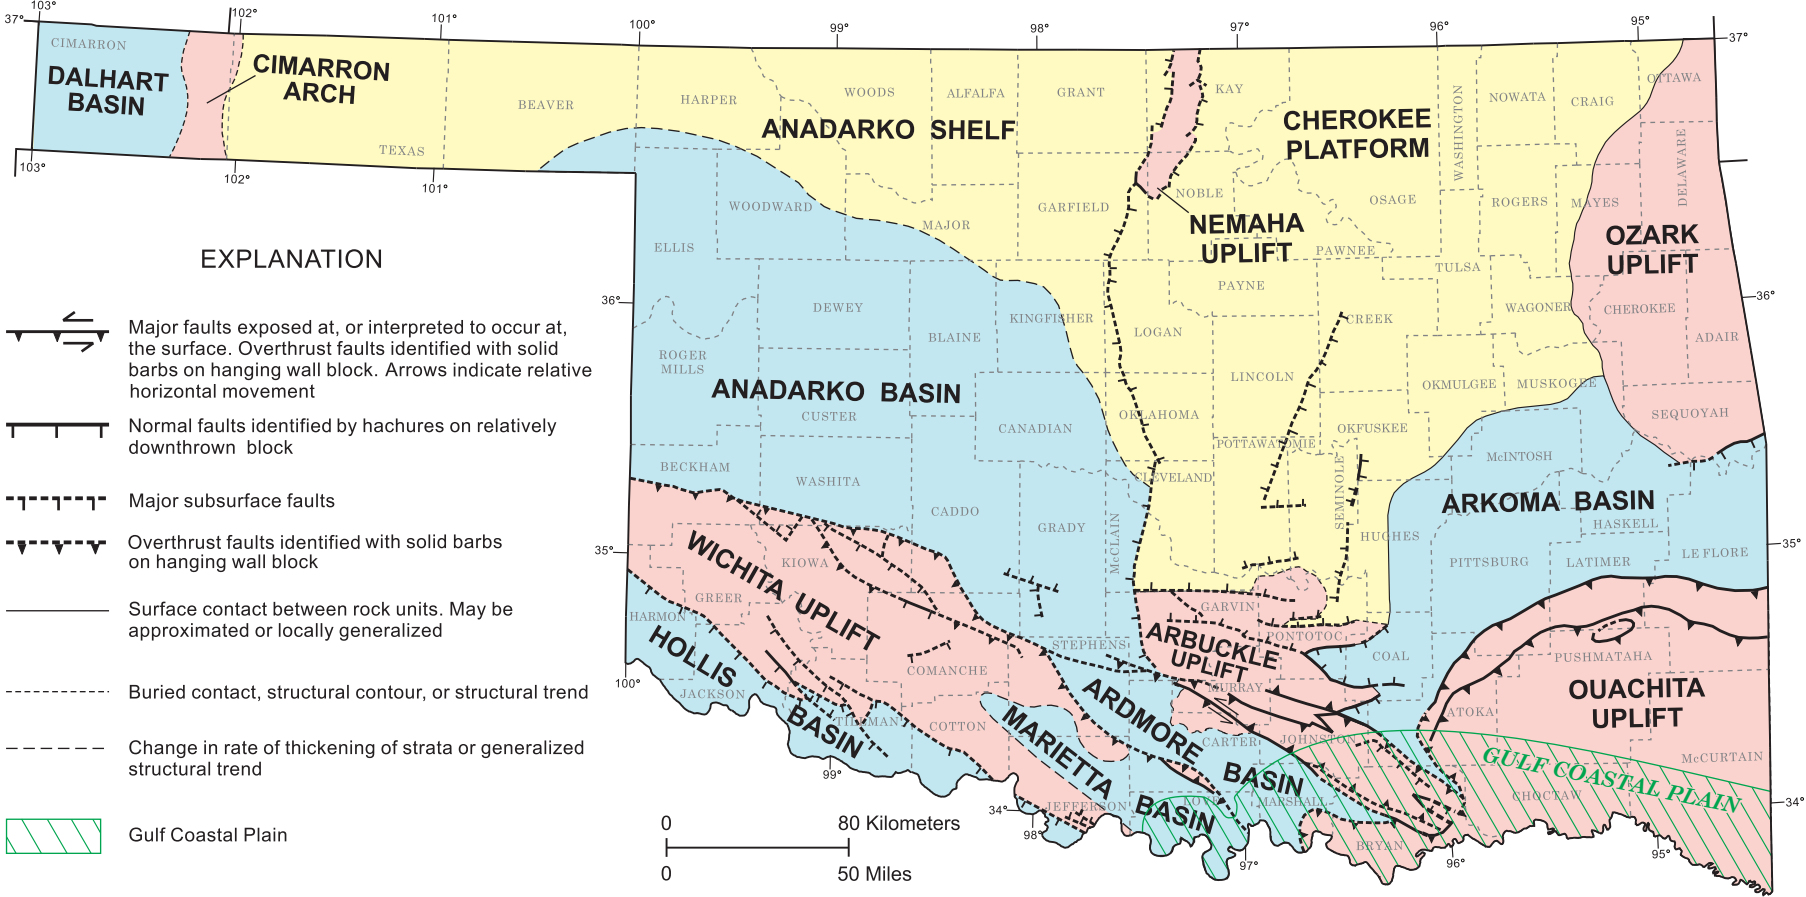 103°
102°
101°
100°
99°
98°
97°
96°
95°
37°
37°
CIMARRON
DALHART
BASIN
CIMARRON
ARCH
BEAVER
TEXAS
HARPER
WOODS
ALFALFA
GRANT
KAY
ANADARKO SHELF
CHEROKEE
PLATFORM
WASHINGTON
NOWATA
CRAIG
OTTAWA
DELAWARE
103°
102°
101°
WOODWARD
MAJOR
GARFIELD
NOBLE
OSAGE
ROGERS
MAYES
ELLIS
NEMAHA
UPLIFT
PAWNEE
OZARK
UPLIFT
TULSA
PAYNE
36°
36°
DEWEY
KINGFISHER
BLAINE
LOGAN
CREEK
WAGONER
CHEROKEE
ADAIR
ROGER
MILLS
LINCOLN
OKMULGEE
MUSKOGEE
ANADARKO BASIN
CUSTER
CANADIAN
OKLAHOMA
POTTAWATOMIE
OKFUSKEE
SEQUOYAH
BECKHAM
WASHITA
CLEVELAND
SEMINOLE
McINTOSH
ARKOMA BASIN
CADDO
GRADY
McCLAIN
HUGHES
HASKELL
35°
35°
WICHITA UPLIFT
KIOWA
PITTSBURG
LATIMER
LE FLORE
GREER
HARMON
GARVIN
HOLLIS
BASIN
STEPHENS
ARBUCKLE
UPLIFT
PONTOTOC
COAL
PUSHMATAHA
COMANCHE
100°
JACKSON
MURRAY
OUACHITA
UPLIFT
ARDMORE
BASIN
TILLMAN
COTTON
MARIETTA
BASIN
CARTER
JOHNSTON
ATOKA
McCURTAIN
GULF COASTAL PLAIN
99°
JEFFERSON
LOVE
MARSHALL
CHOCTAW
BRYAN
34°
34°
98°
97°
96°
95°
EXPLANATION
Major faults exposed at, or interpreted to occur at,
the surface. Overthrust faults identified with solid
barbs on hanging wall block. Arrows indicate relative
horizontal movement
Normal faults identified by hachures on relatively
downthrown block
Major subsurface faults
Overthrust faults identified with solid barbs
on hanging wall block
Surface contact between rock units. May be
approximated or locally generalized
Buried contact, structural contour, or structural trend
Change in rate of thickening of strata or generalized
structural trend
Gulf Coastal Plain
0 80 Kilometers
0 50 Miles